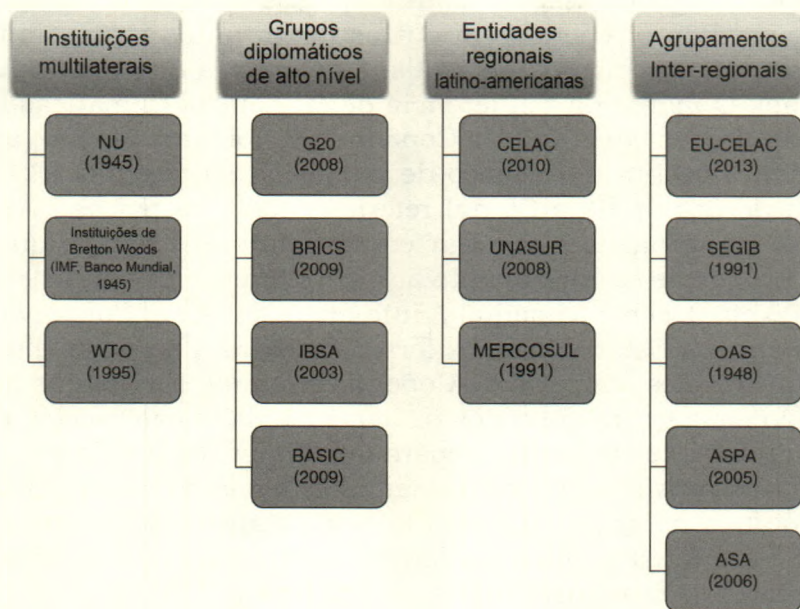 Instituições
multilaterais
NU
(1945)
Instituições de
Bretton Woods
(IMF, Banco Mundial,
1945)
WTO
(1995)
Grupos
diplomáticos
de alto nível
G20
(2008)
BRICS
(2009)
IBSA
(2003)
BASIC
(2009)
Entidades
regionais
latino-americanas
CELAC
(2010)
UNASUR
(2008)
MERCOSUL
(1991)
Agrupamentos
Inter-regionais
EU-CELAC
(2013)
SEGIB
(1991)
OAS
(1948)
ASPA
(2005)
ASA
(2006)